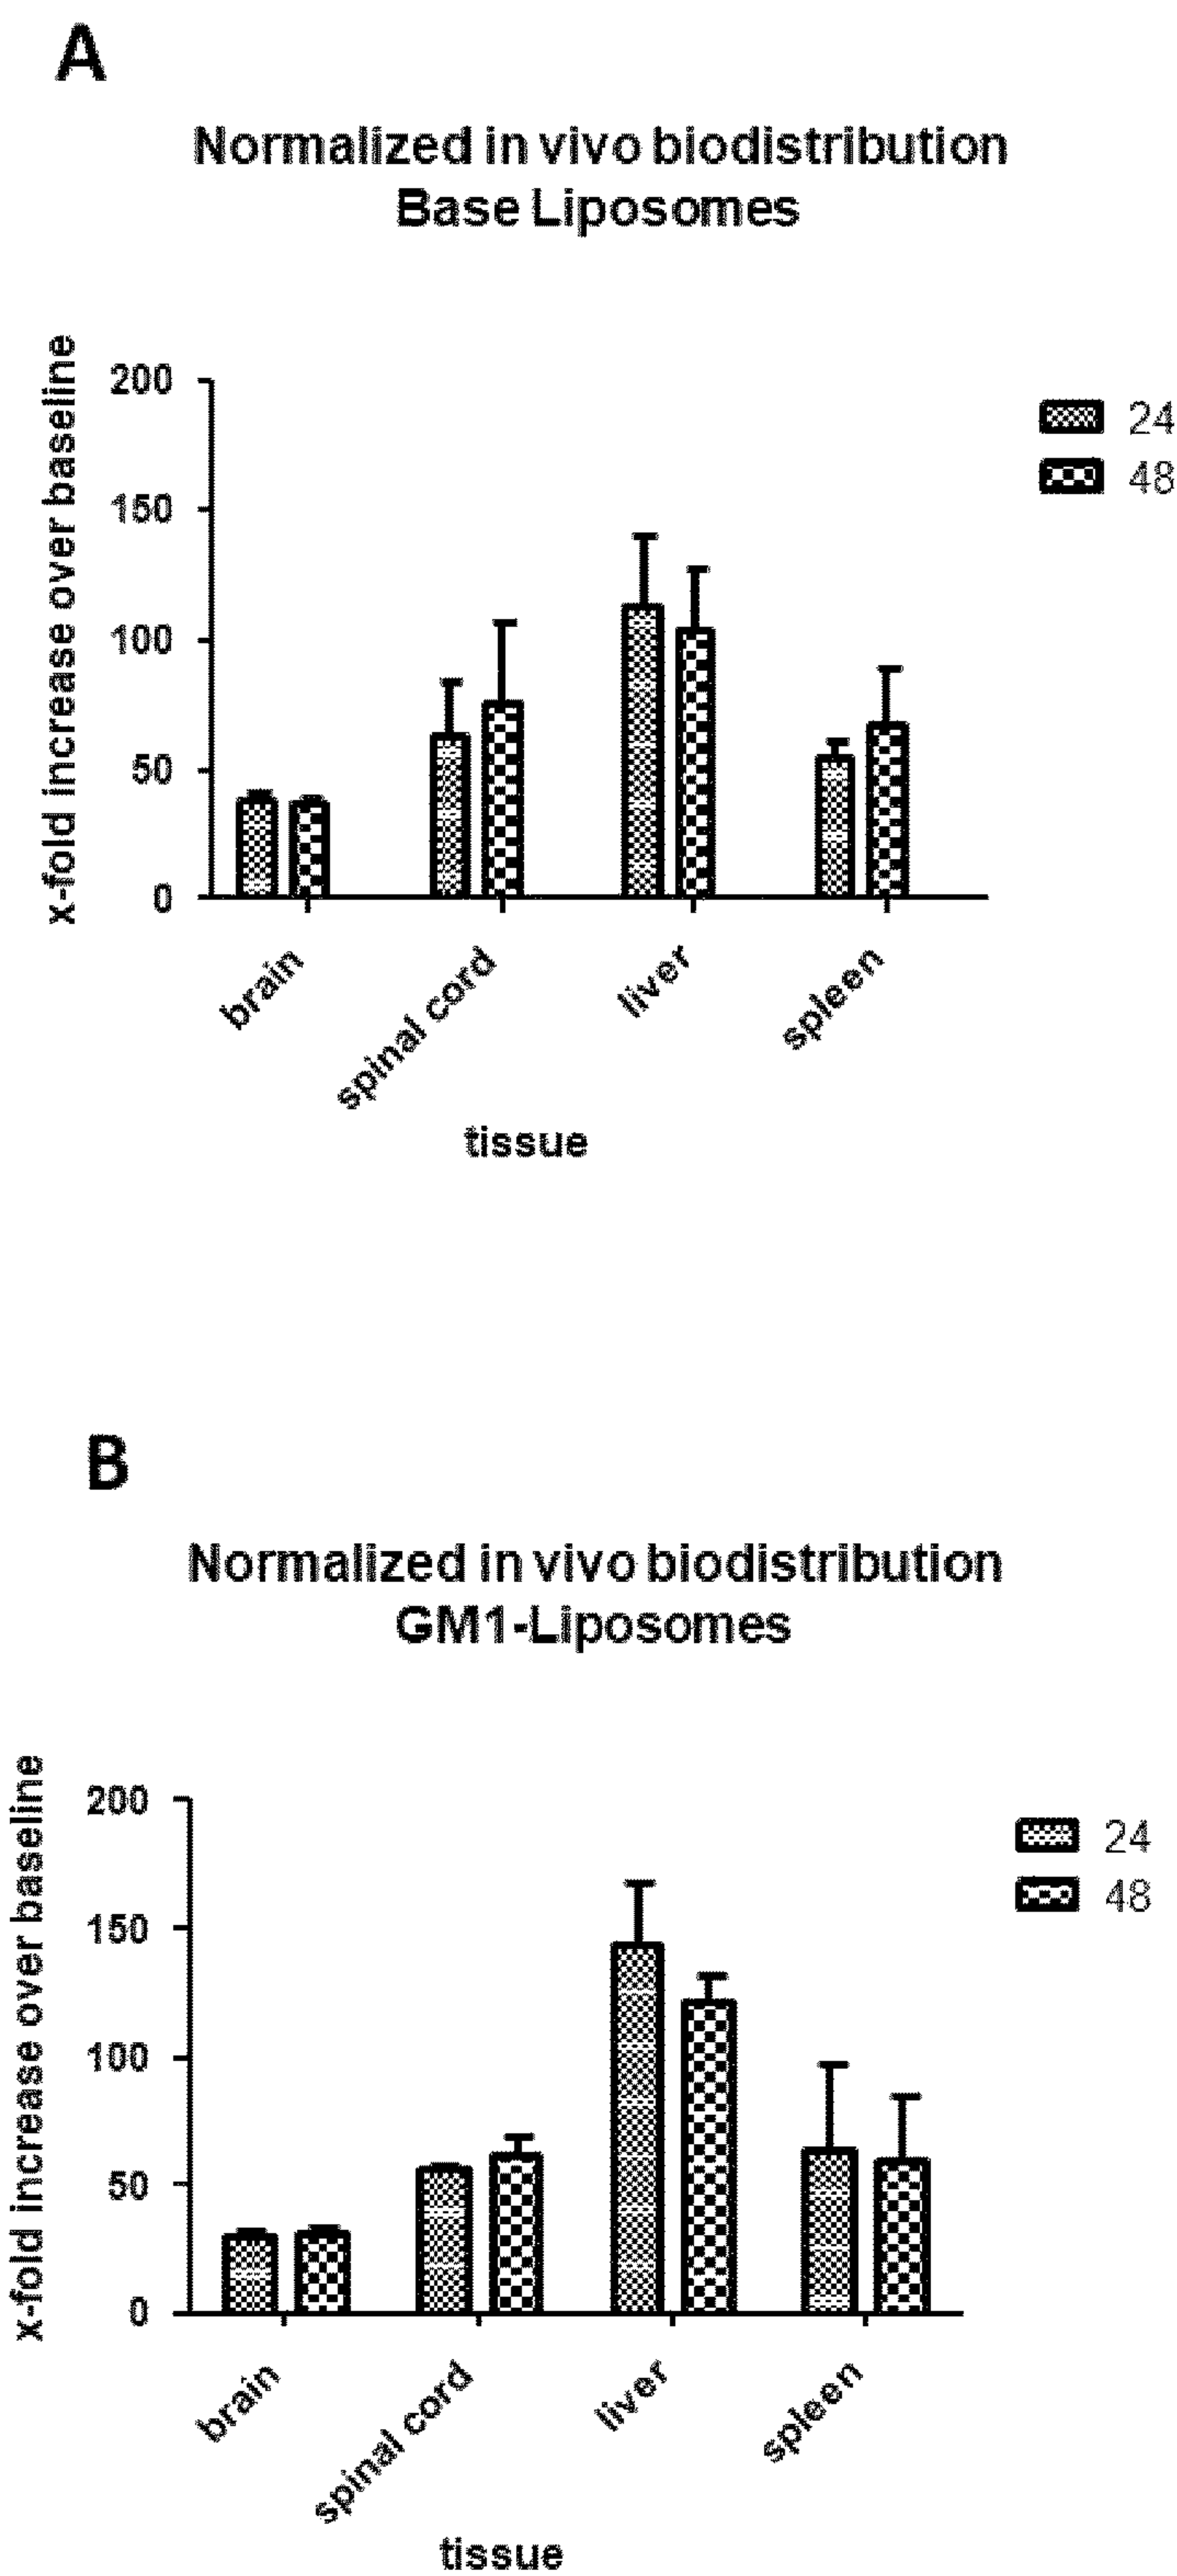 A
Normalized in vivo biodistribution
Base Liposomes
x-fold increase over baseline
200
150
100
50
0
24
48
brain
spinal cord
liver
spleen
tissue
B
Normalized in vivo biodistribution
GM1-Liposomes
x-fold increase over baseline
200
150
100
50
0
24
48
brain
spinal cord
liver
spleen
tissue